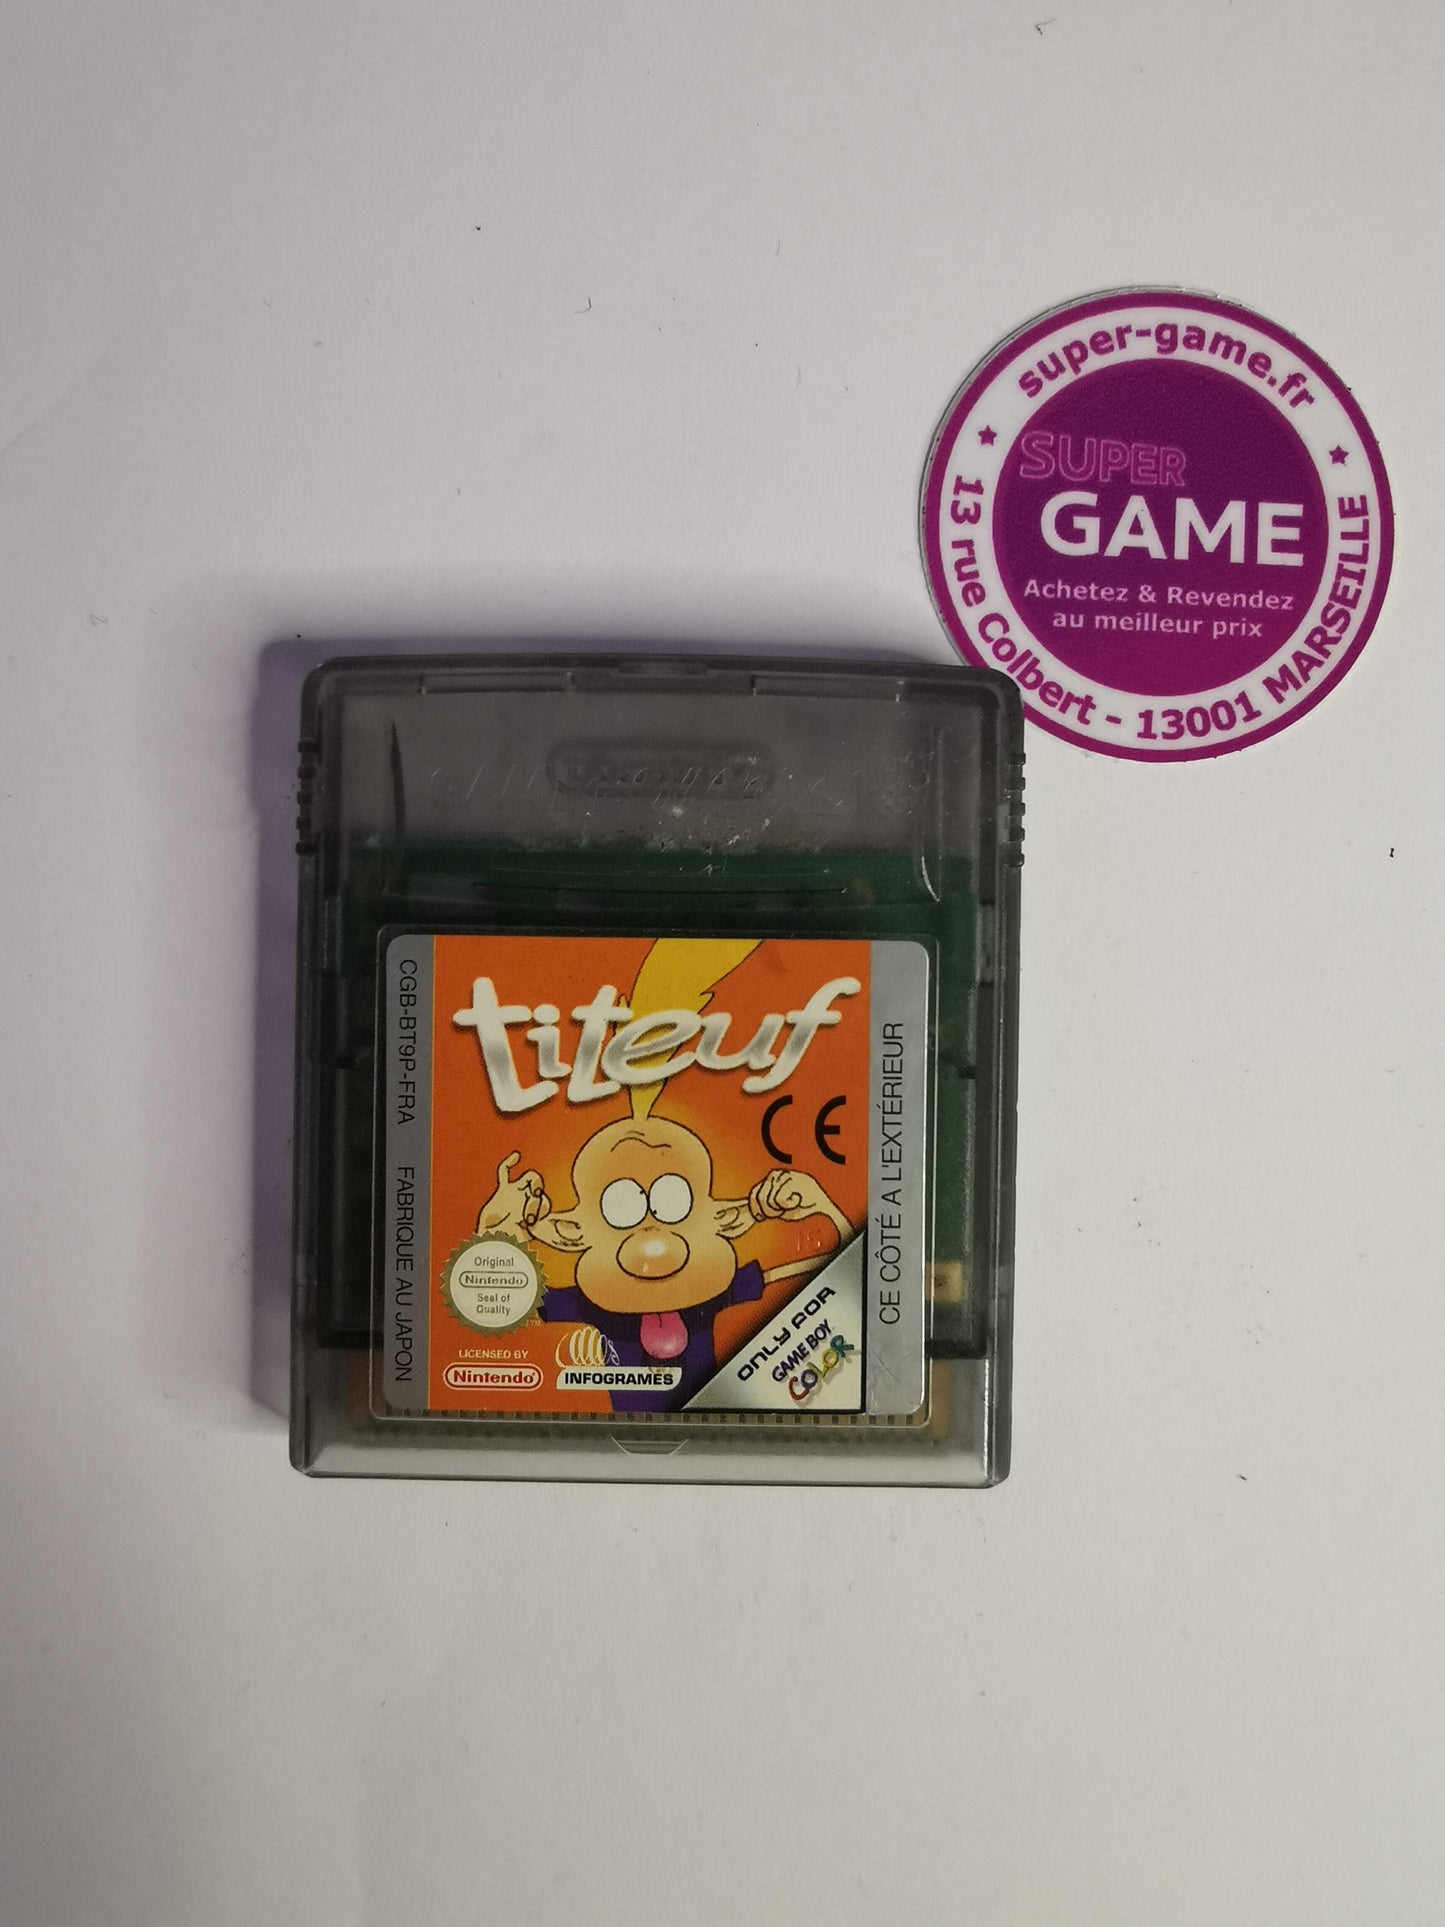 super-game.fr
SUPER
GAME
Achetez & Revendez
au meilleur prix
13 rue Colbert - 13001 MARSEILLE
titeuf
CE
CGB-BT9P-FRA FABRIQUE AU JAPON
CE CÔTÉ A L'EXTÉRIEUR
Original
Nintendo
Seal of
Quality
TM
LICENSED BY
Nintendo
INFOGRAMES
ONLY FOR
GAME BOY
COLOR